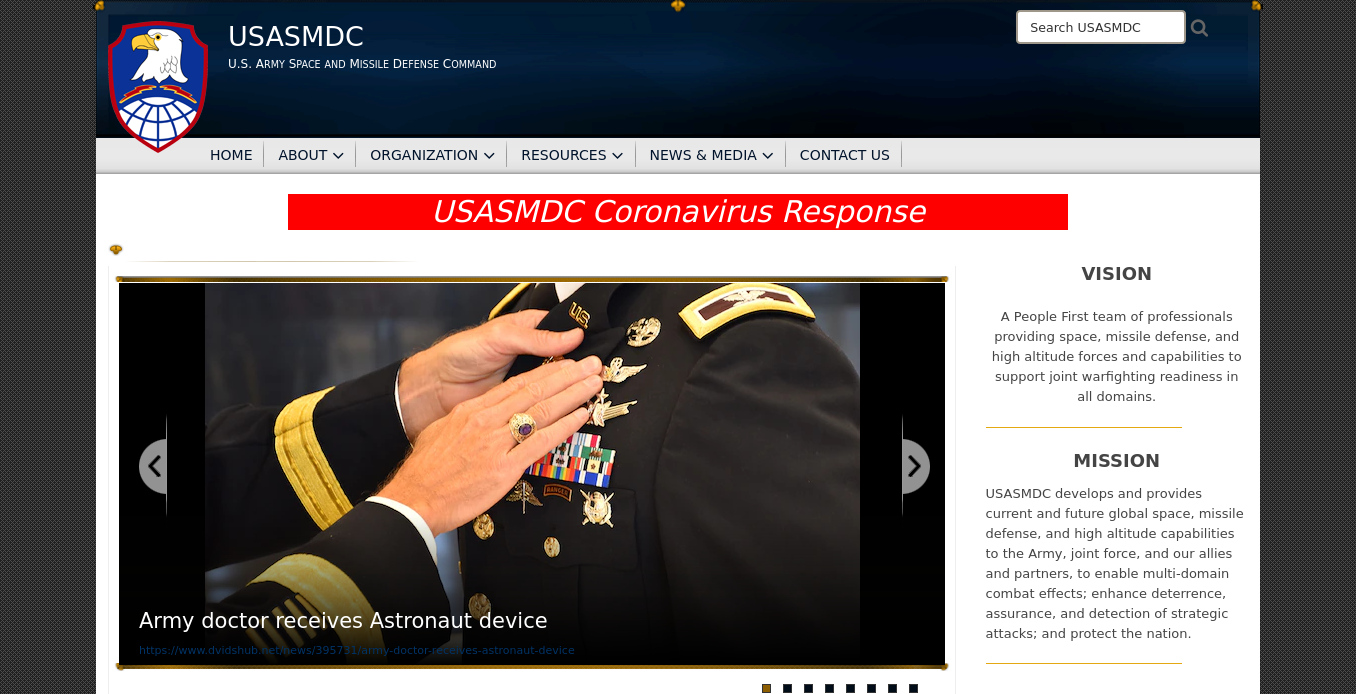 USASMDC
U.S. Army Space and Missile Defense Command
Search USASMDC
HOME
ABOUT
ORGANIZATION
RESOURCES
NEWS & MEDIA
CONTACT US
USASMDC Coronavirus Response
U.S.
RANGER
Army doctor receives Astronaut device
https://www.dvidshub.net/news/395731/army-doctor-receives-astronaut-device
VISION
A People First team of professionals
providing space, missile defense, and
high altitude forces and capabilities to
support joint warfighting readiness in
all domains.
MISSION
USASMDC develops and provides
current and future global space, missile
defense, and high altitude capabilities
to the Army, joint force, and our allies
and partners, to enable multi-domain
combat effects; enhance deterrence,
assurance, and detection of strategic
attacks; and protect the nation.